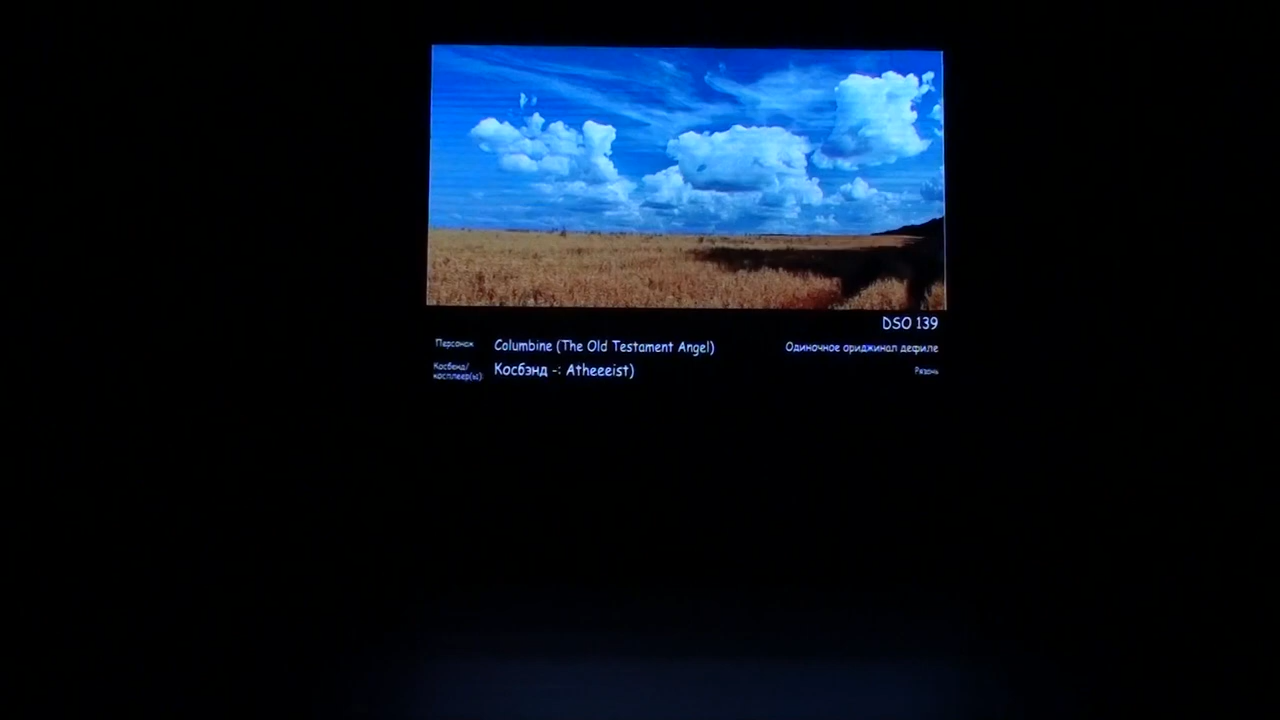 DSO 139
Персонаж Columbine (The Old Testament Angel) Одиночное ориджинал дефиле
Косбэнд/
косплеер(ы): Косбэнд -: Atheeeist) Рязань